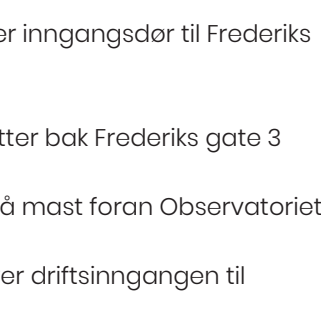 er inngangsdør til Frederiks
tter bak Frederiks gate 3
å mast foran Observatoriet
er driftsinngangen til